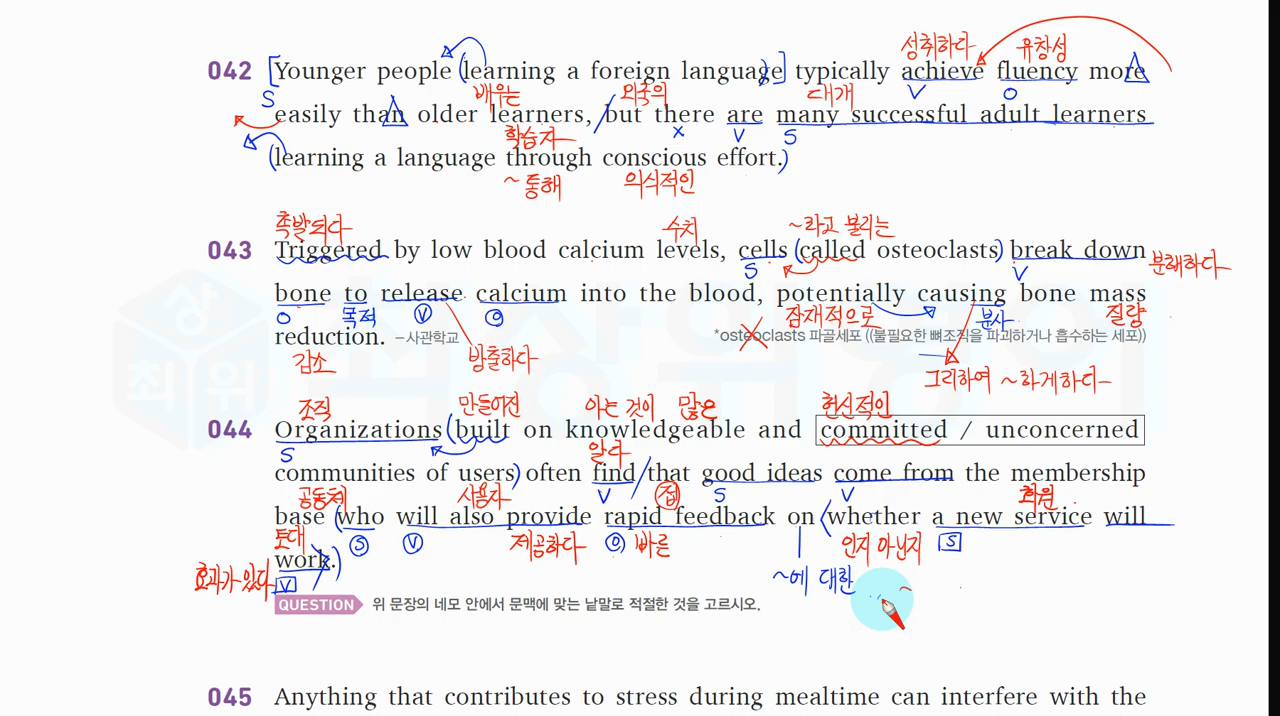 성취하다 유창성
042 [Younger people (learning a foreign language)] typically achieve fluency more
S 배우는 외국의 대개 V O
easily than older learners, / but there are many successful adult learners
학습자 x V S
(learning a language through conscious effort.)
~통해 의식적인
촉발되다 수치 ~라고 불리는
043 Triggered by low blood calcium levels, cells (called osteoclasts) break down
S V 분해하다
bone to release calcium into the blood, potentially causing bone mass
O 목적 V O 잠재적으로 분사 질량
reduction. – 사관학교 *osteoclasts 파골세포 ((불필요한 뼈조직을 파괴하거나 흡수하는 세포))
감소 방출하다 그리하여 ~하게하다
조직 만들어진 아는 것이 많은 헌신적인
044 Organizations (built on knowledgeable and committed / unconcerned
S 알다
communities of users) often find / that good ideas come from the membership
공동체 사용자 V 접 S V 회원
base (who will also provide rapid feedback on <whether a new service will
토대 S V 제공하다 O 빠른 인지 아닌지 S
work.>)
효과가 있다 V ~에 대한
QUESTION 위 문장의 네모 안에서 문맥에 맞는 낱말로 적절한 것을 고르시오.
045 Anything that contributes to stress during mealtime can interfere with the